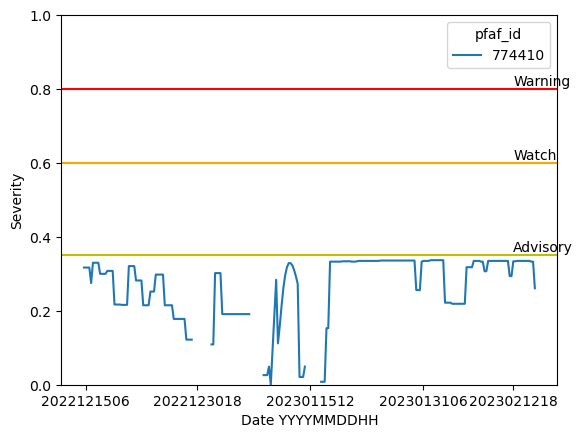 pfaf_id
774410
1.0
0.8
0.6
0.4
0.2
0.0
Severity
Warning
Watch
Advisory
2022121506
2022123018
2023011512
2023013106
2023021218
Date YYYYMMDDHH